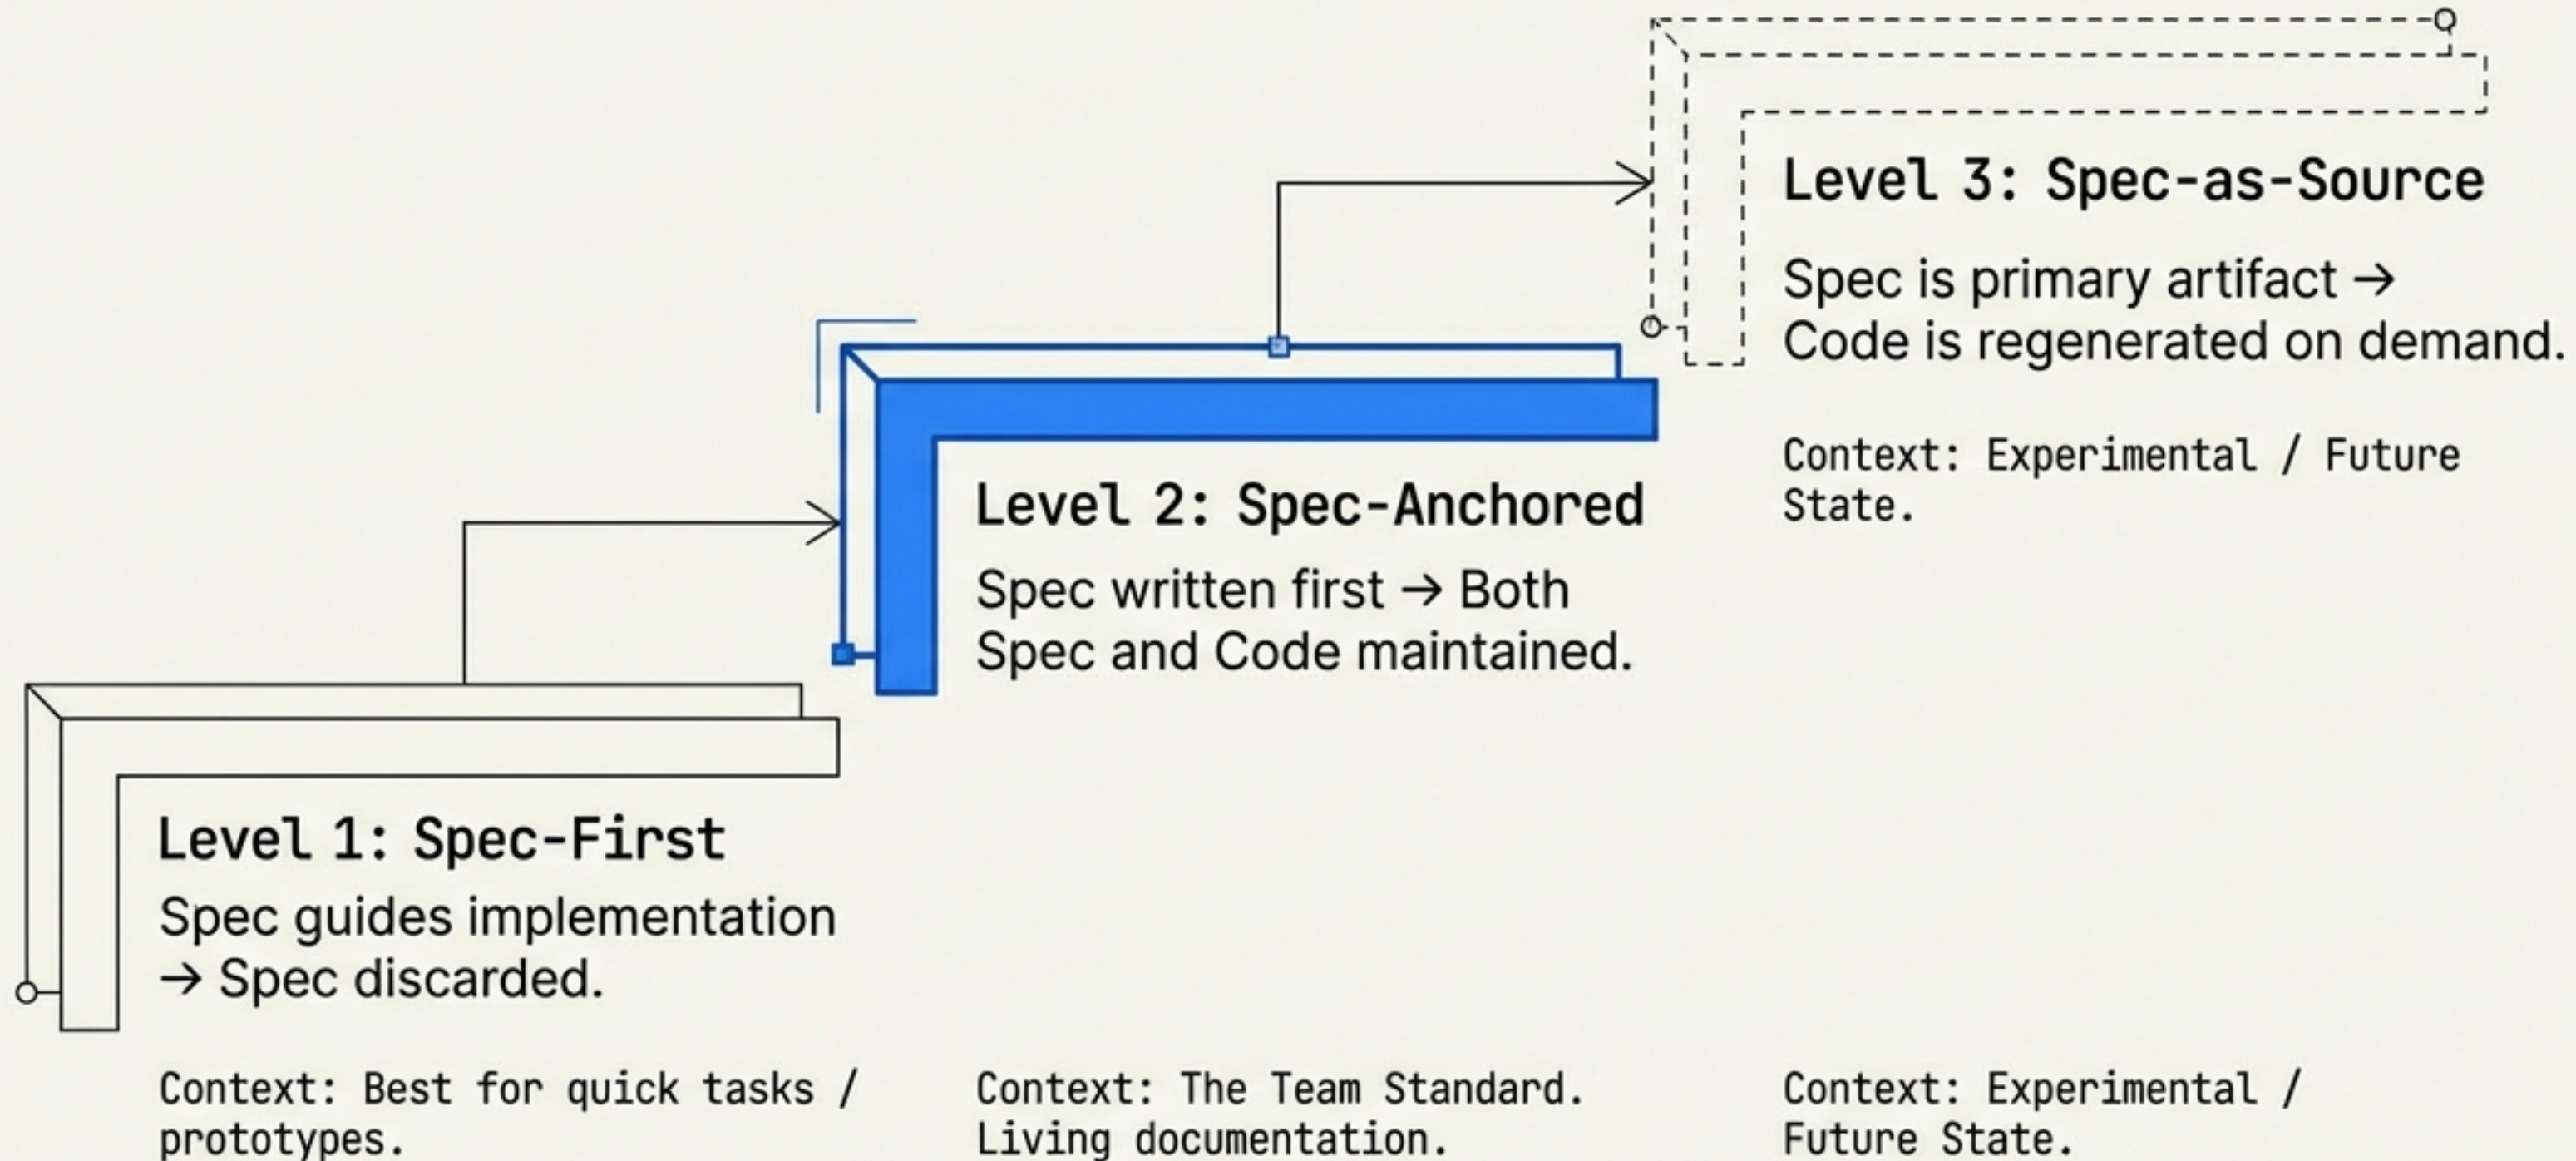 Level 3: Spec-as-Source
Spec is primary artifact →
Code is regenerated on demand.
Context: Experimental / Future
State.
Level 2: Spec-Anchored
Spec written first → Both
Spec and Code maintained.
Level 1: Spec-First
Spec guides implementation
→ Spec discarded.
Context: Best for quick tasks /
prototypes.
Context: The Team Standard.
Living documentation.
Context: Experimental /
Future State.